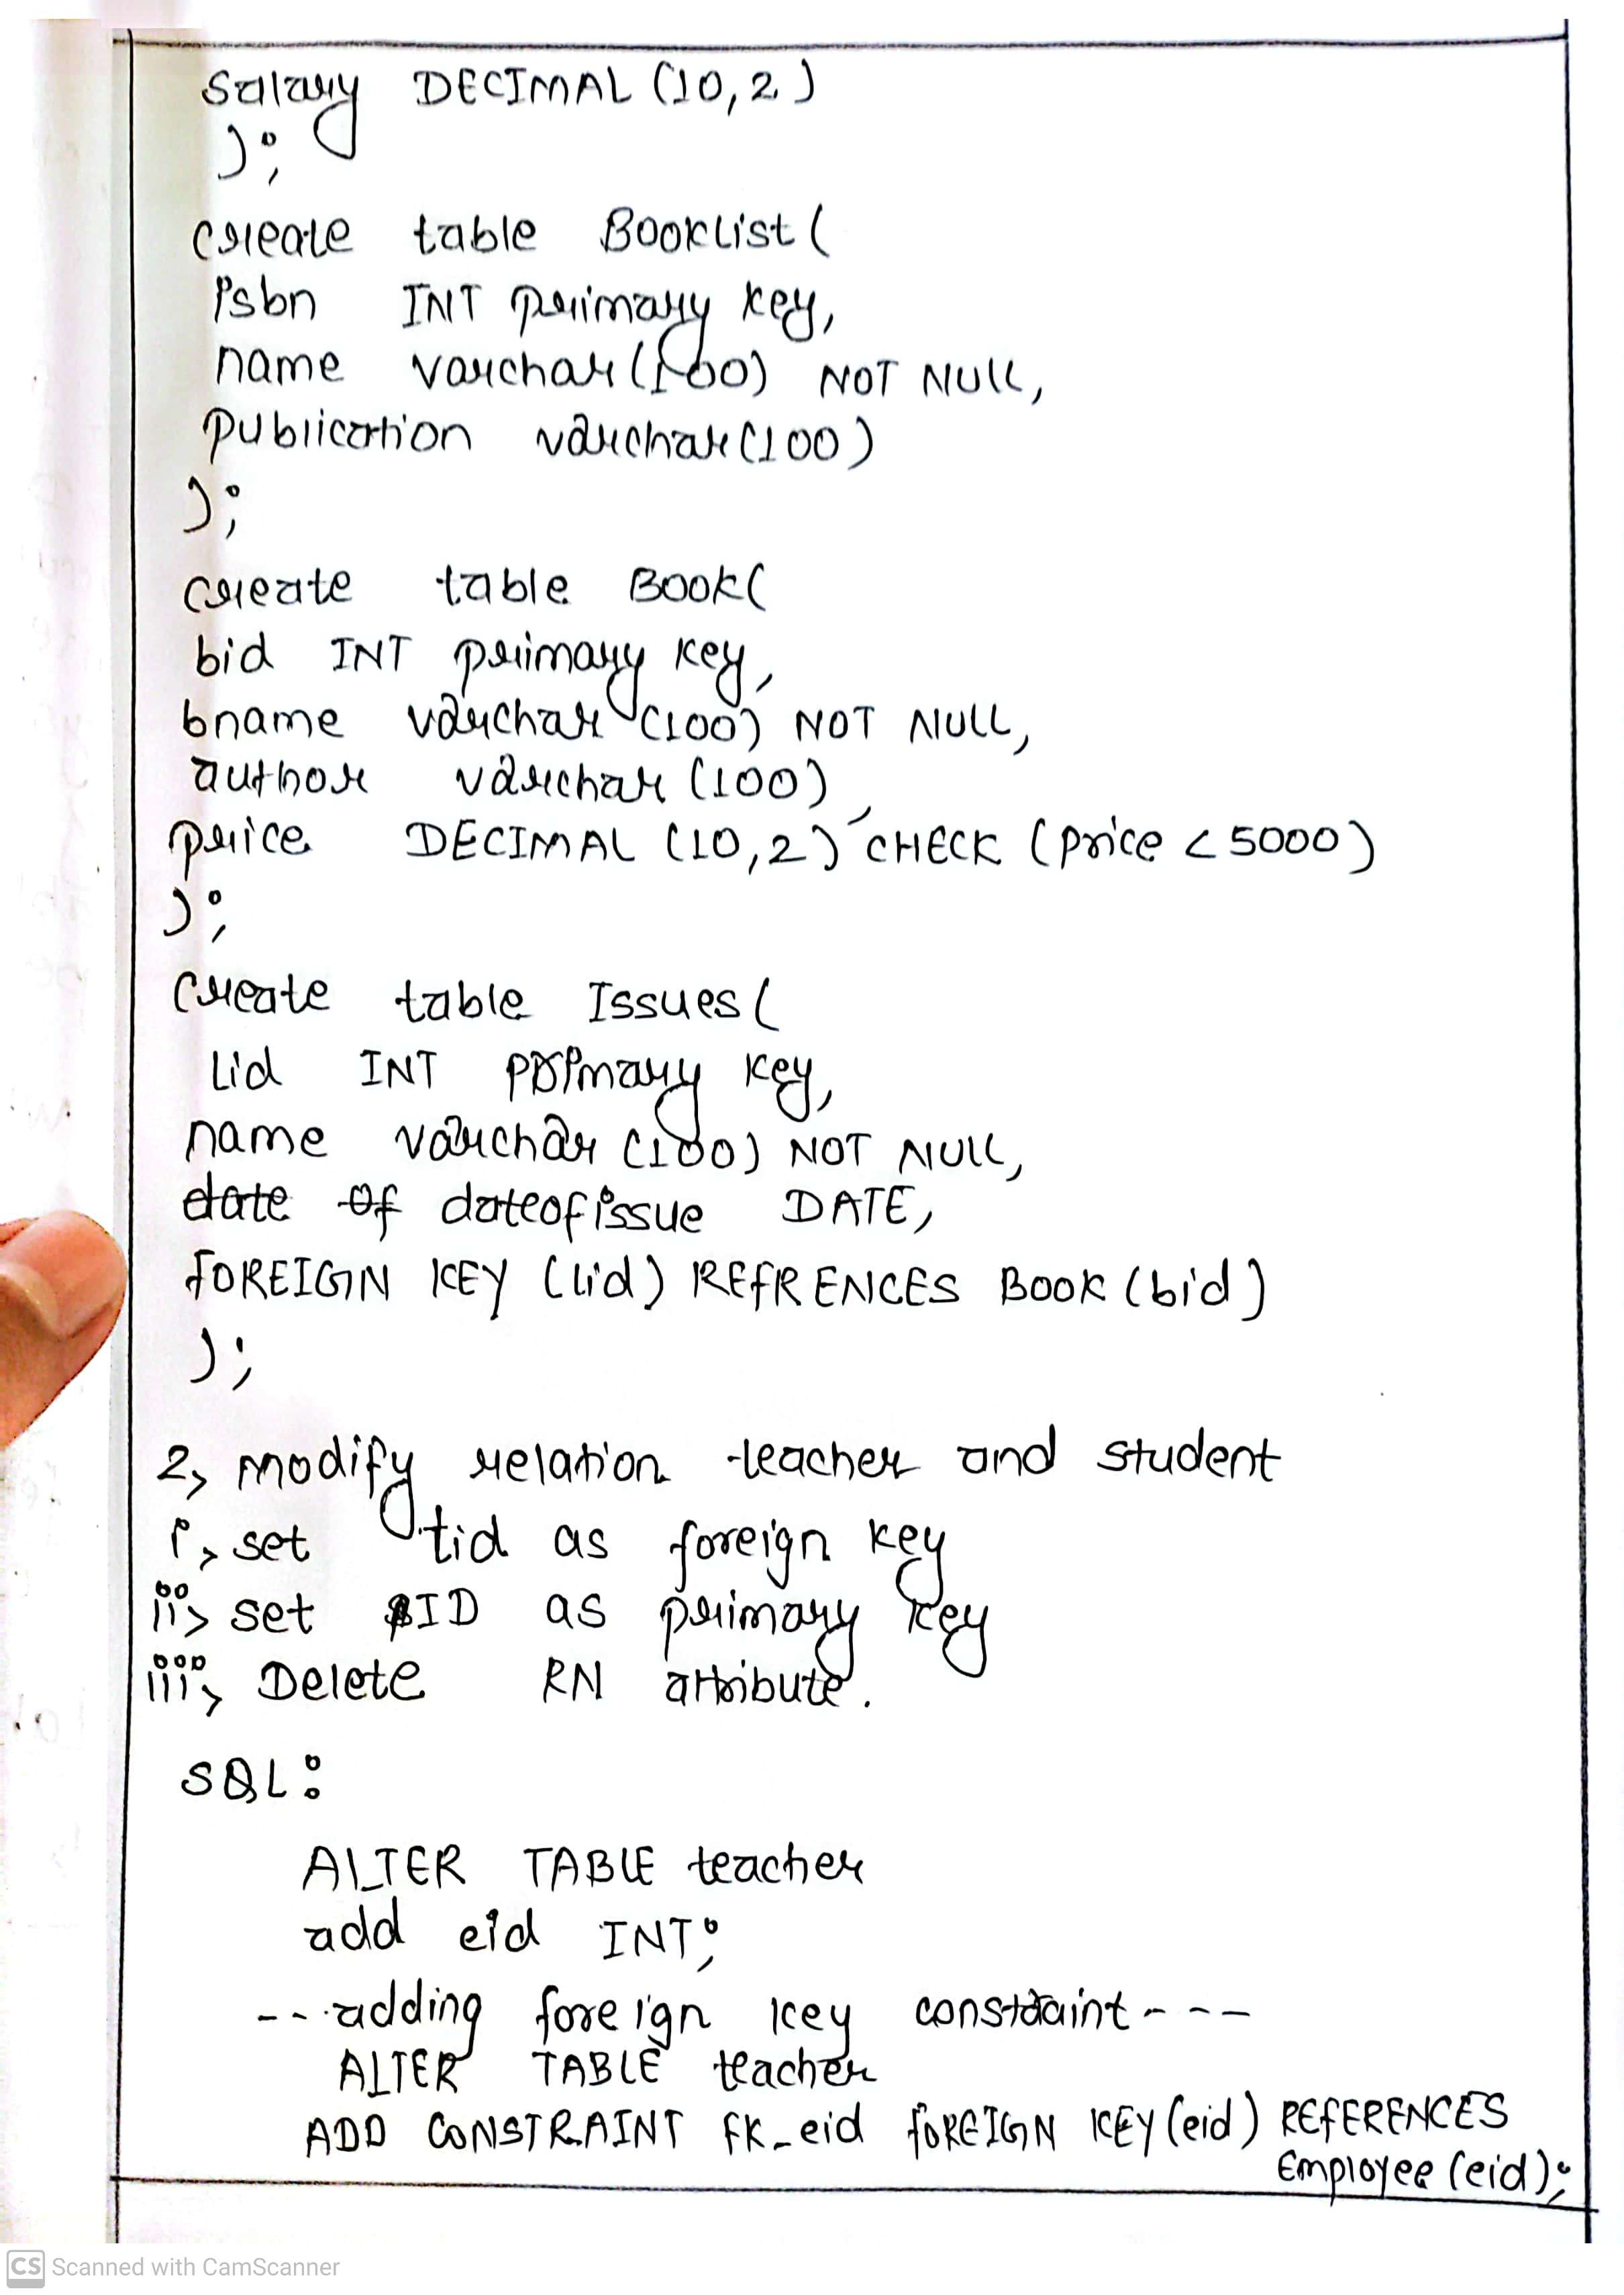 salary DECIMAL (10,2)
);
create table Booklist (
isbn INT primary key,
name varchar(100) NOT NULL,
publication varchar(100)
);
create table Book(
bid INT primary key,
bname varchar (100) NOT NULL,
author varchar (100),
price DECIMAL (10,2) CHECK (price < 5000)
);
create table Issues (
Lid INT primary key,
name varchar (100) NOT NULL,
date of dateofissue DATE,
FOREIGN KEY (lid) REFRENCES BOOK (bid)
);
2, modify relation teacher and student
i, set tid as foreign key
ii, set ID as primary key
iii, Delete RN attribute.
SQL:
ALTER TABLE teacher
add eid INT;
-- adding foreign key constraint ---
ALTER TABLE teacher
ADD CONSTRAINT FK_eid FOREIGN KEY (eid) REFERENCES
Employee (eid);
CS Scanned with CamScanner